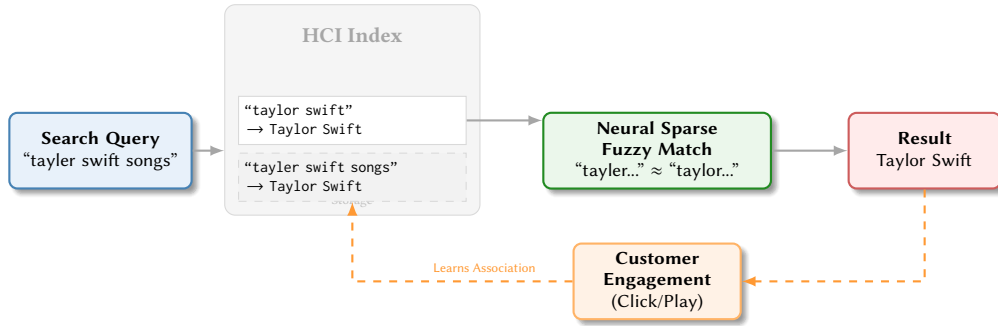 HCI Index
Search Query
“tayler swift songs”
“taylor swift”
→ Taylor Swift
“tayler swift songs”
→ Taylor Swift
Storage
Neural Sparse
Fuzzy Match
“tayler...” ≈ “taylor...”
Result
Taylor Swift
Learns Association
Customer
Engagement
(Click/Play)